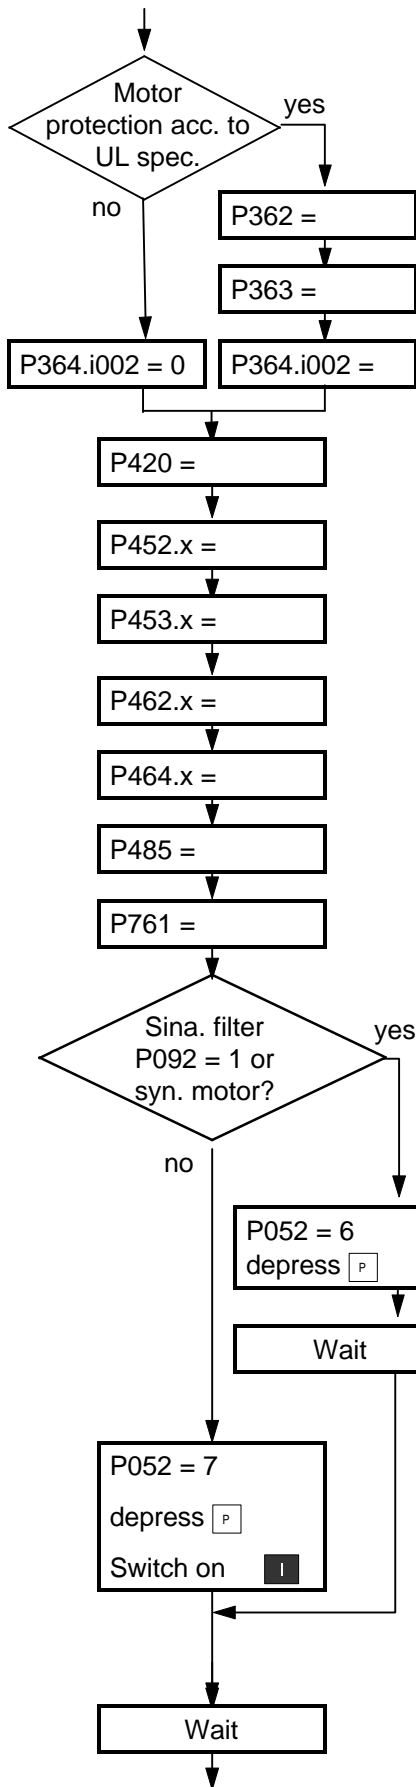 Motor
protection acc. to
UL spec.
yes
no
P362 =
P363 =
P364.i002 = 0
P364.i002 =
P420 =
P452.x =
P453.x =
P462.x =
P464.x =
P485 =
P761 =
Sina. filter
P092 = 1 or
syn. motor?
yes
no
P052 = 6
depress P
Wait
P052 = 7
depress P
Switch on I
Wait